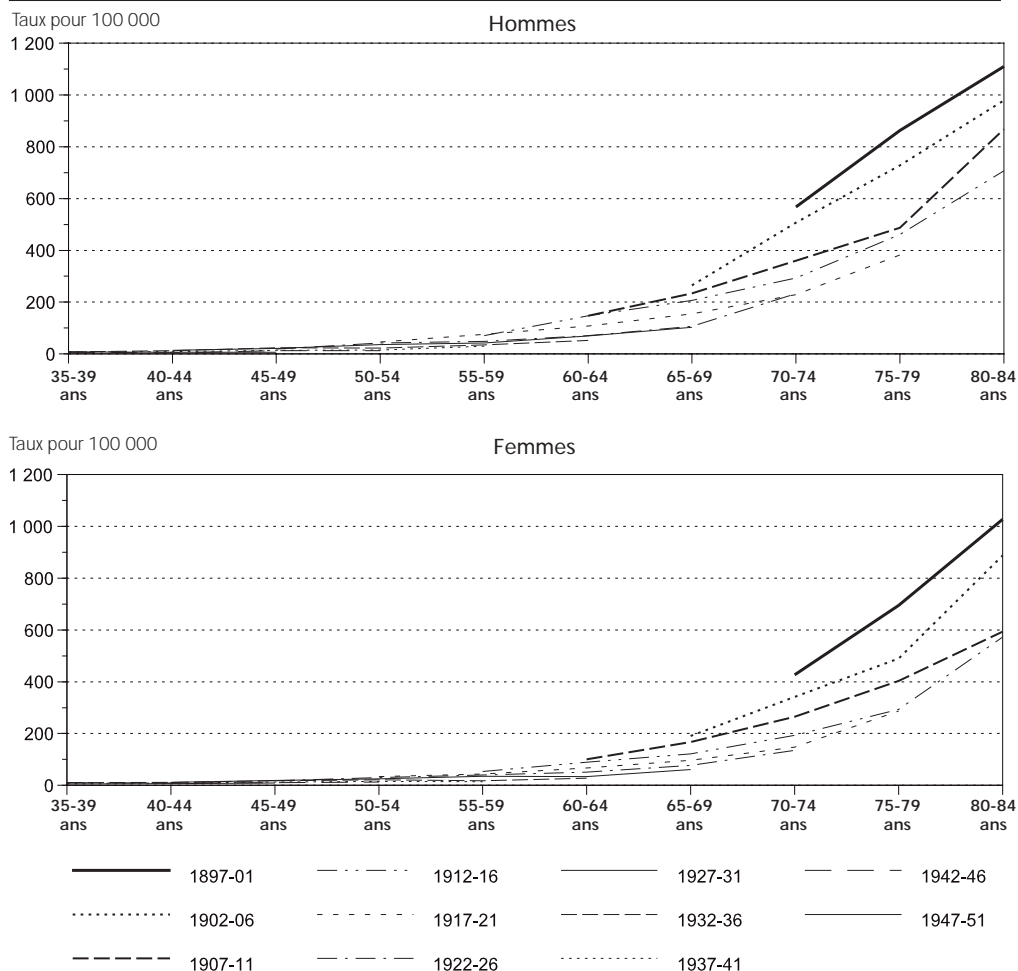 Taux pour 100 000
Hommes
1 200
1 000
800
600
400
200
0
35-39 40-44 45-49 50-54 55-59 60-64 65-69 70-74 75-79 80-84
ans ans ans ans ans ans ans ans ans ans
Taux pour 100 000
Femmes
1 200
1 000
800
600
400
200
0
35-39 40-44 45-49 50-54 55-59 60-64 65-69 70-74 75-79 80-84
ans ans ans ans ans ans ans ans ans ans
1897-01 1912-16 1927-31 1942-46
1902-06 1917-21 1932-36 1947-51
1907-11 1922-26 1937-41